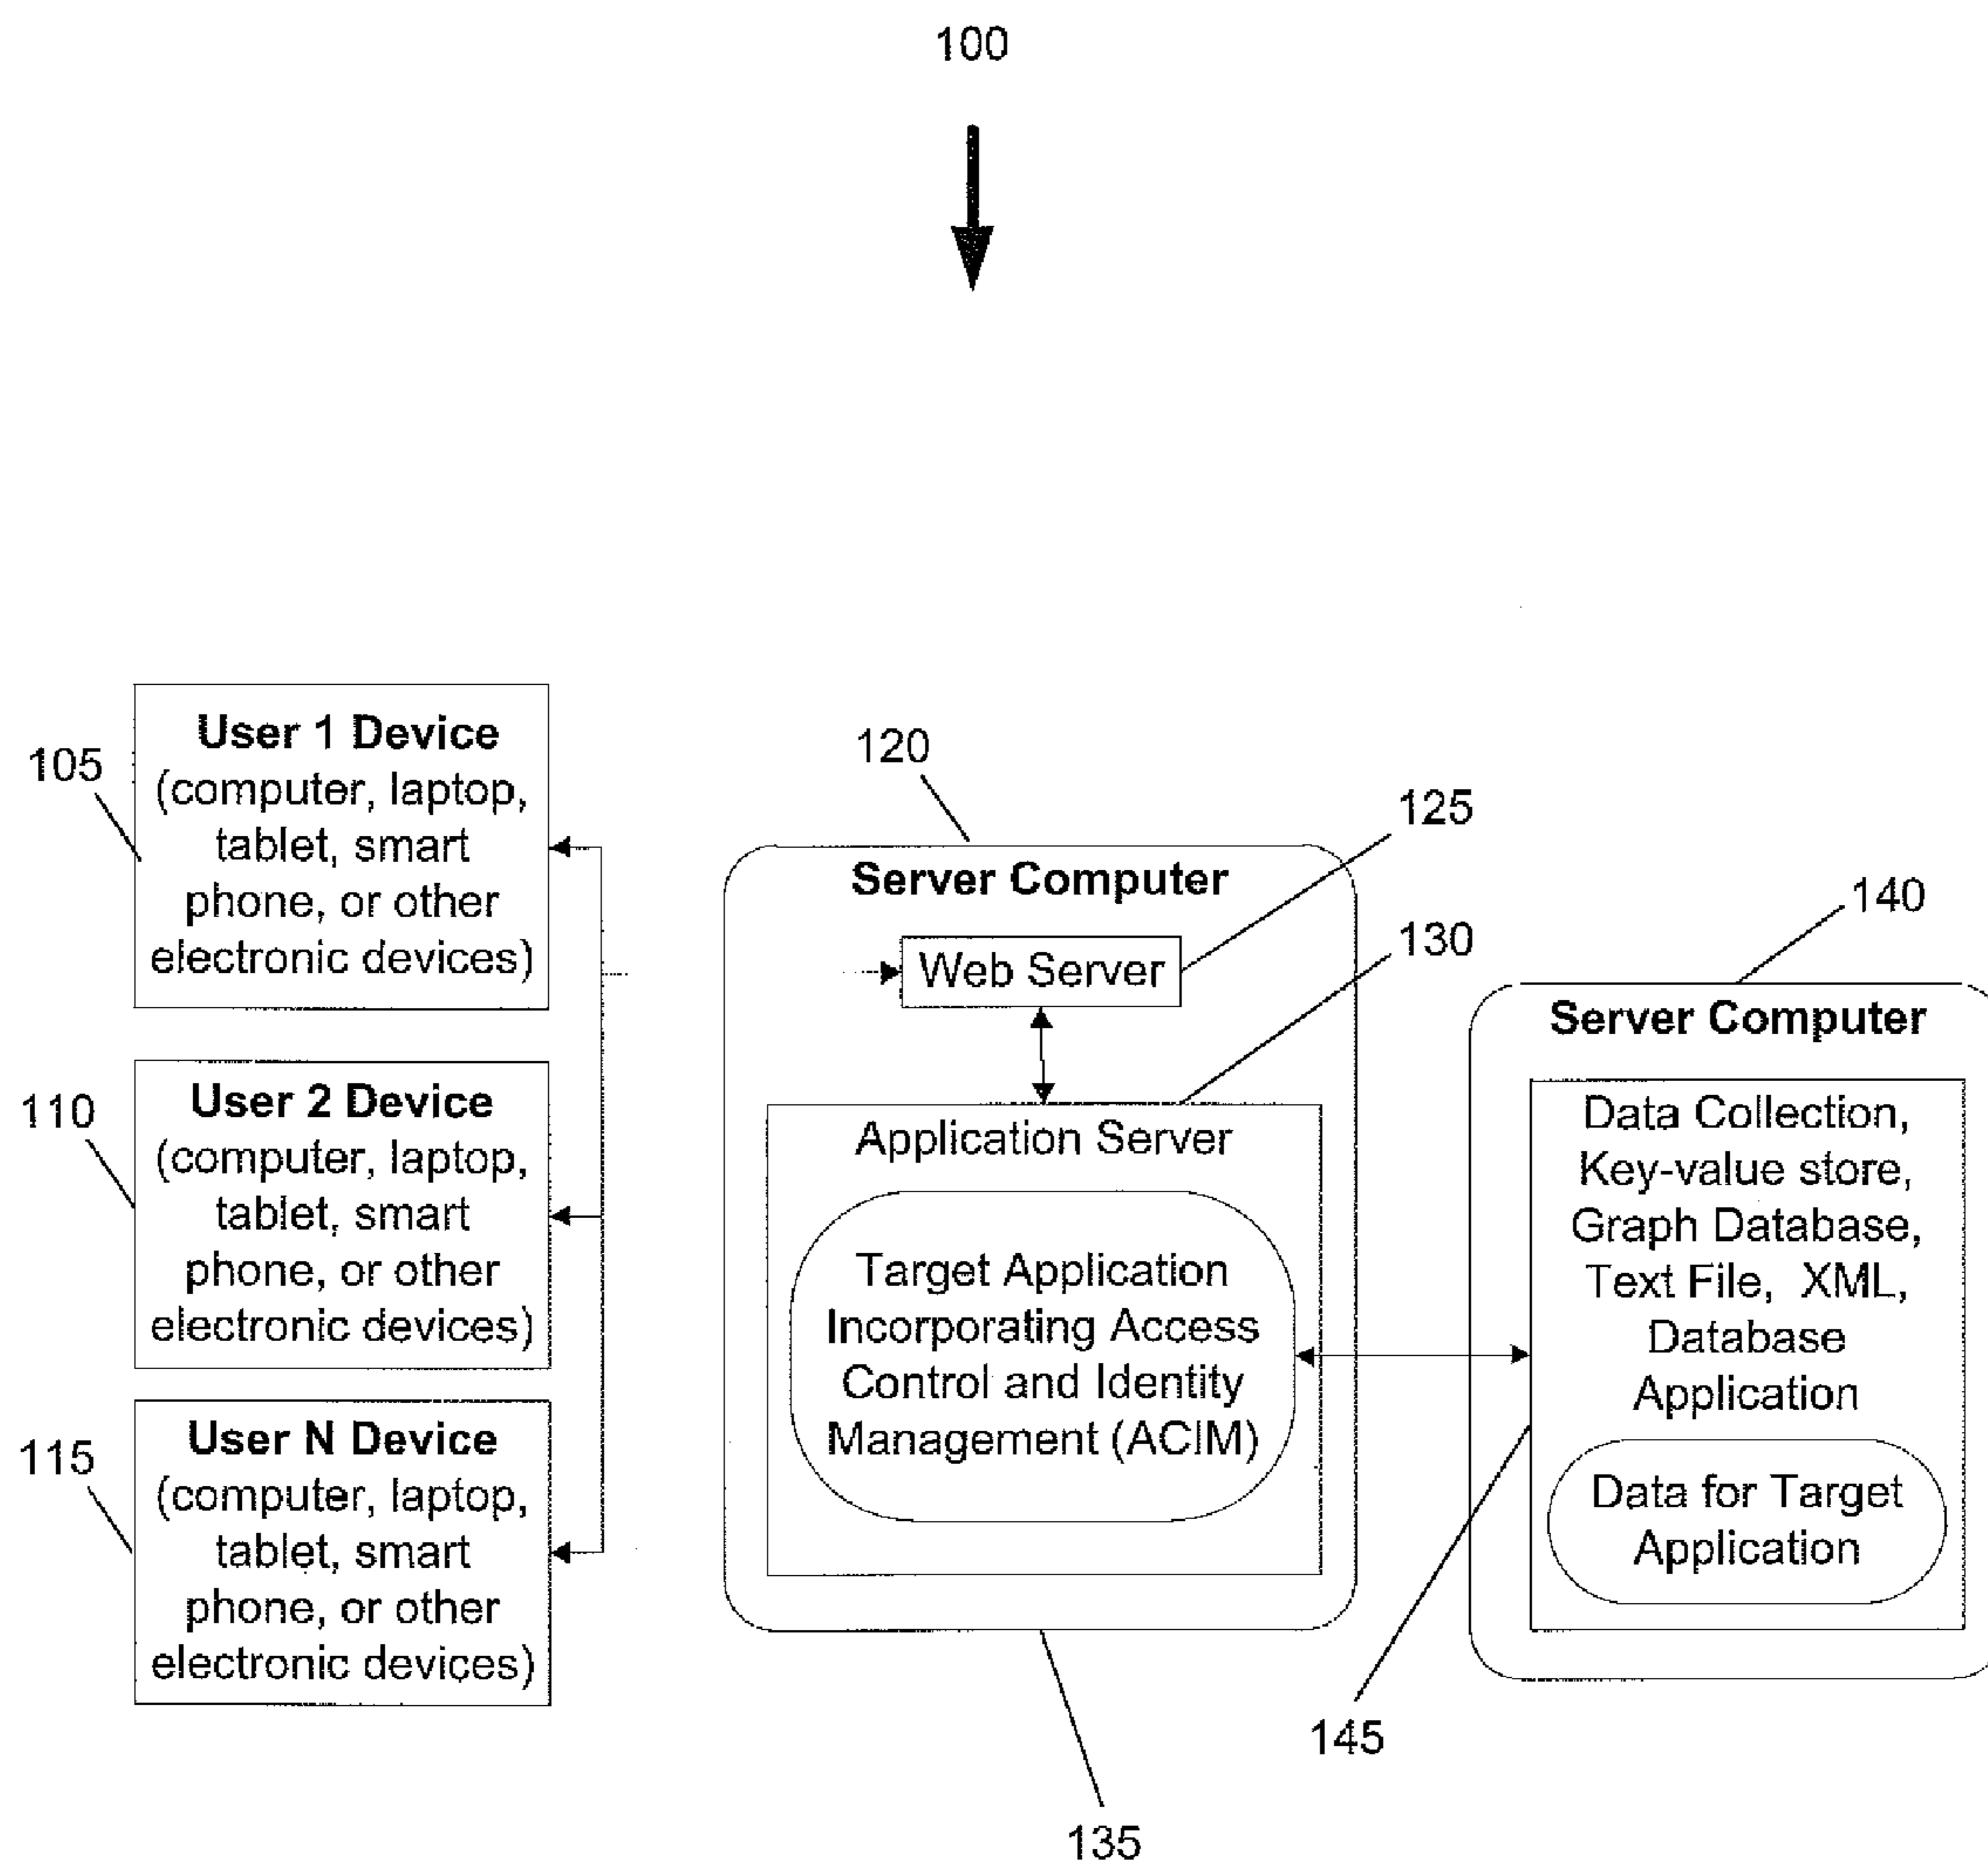 100
105
User 1 Device
(computer, laptop,
tablet, smart
phone, or other
electronic devices)
110
User 2 Device
(computer, laptop,
tablet, smart
phone, or other
electronic devices)
115
User N Device
(computer, laptop,
tablet, smart
phone, or other
electronic devices)
120
Server Computer
125
Web Server
130
Application Server
Target Application
Incorporating Access
Control and Identity
Management (ACIM)
135
140
Server Computer
Data Collection,
Key-value store,
Graph Database,
Text File, XML,
Database
Application
Data for Target
Application
145